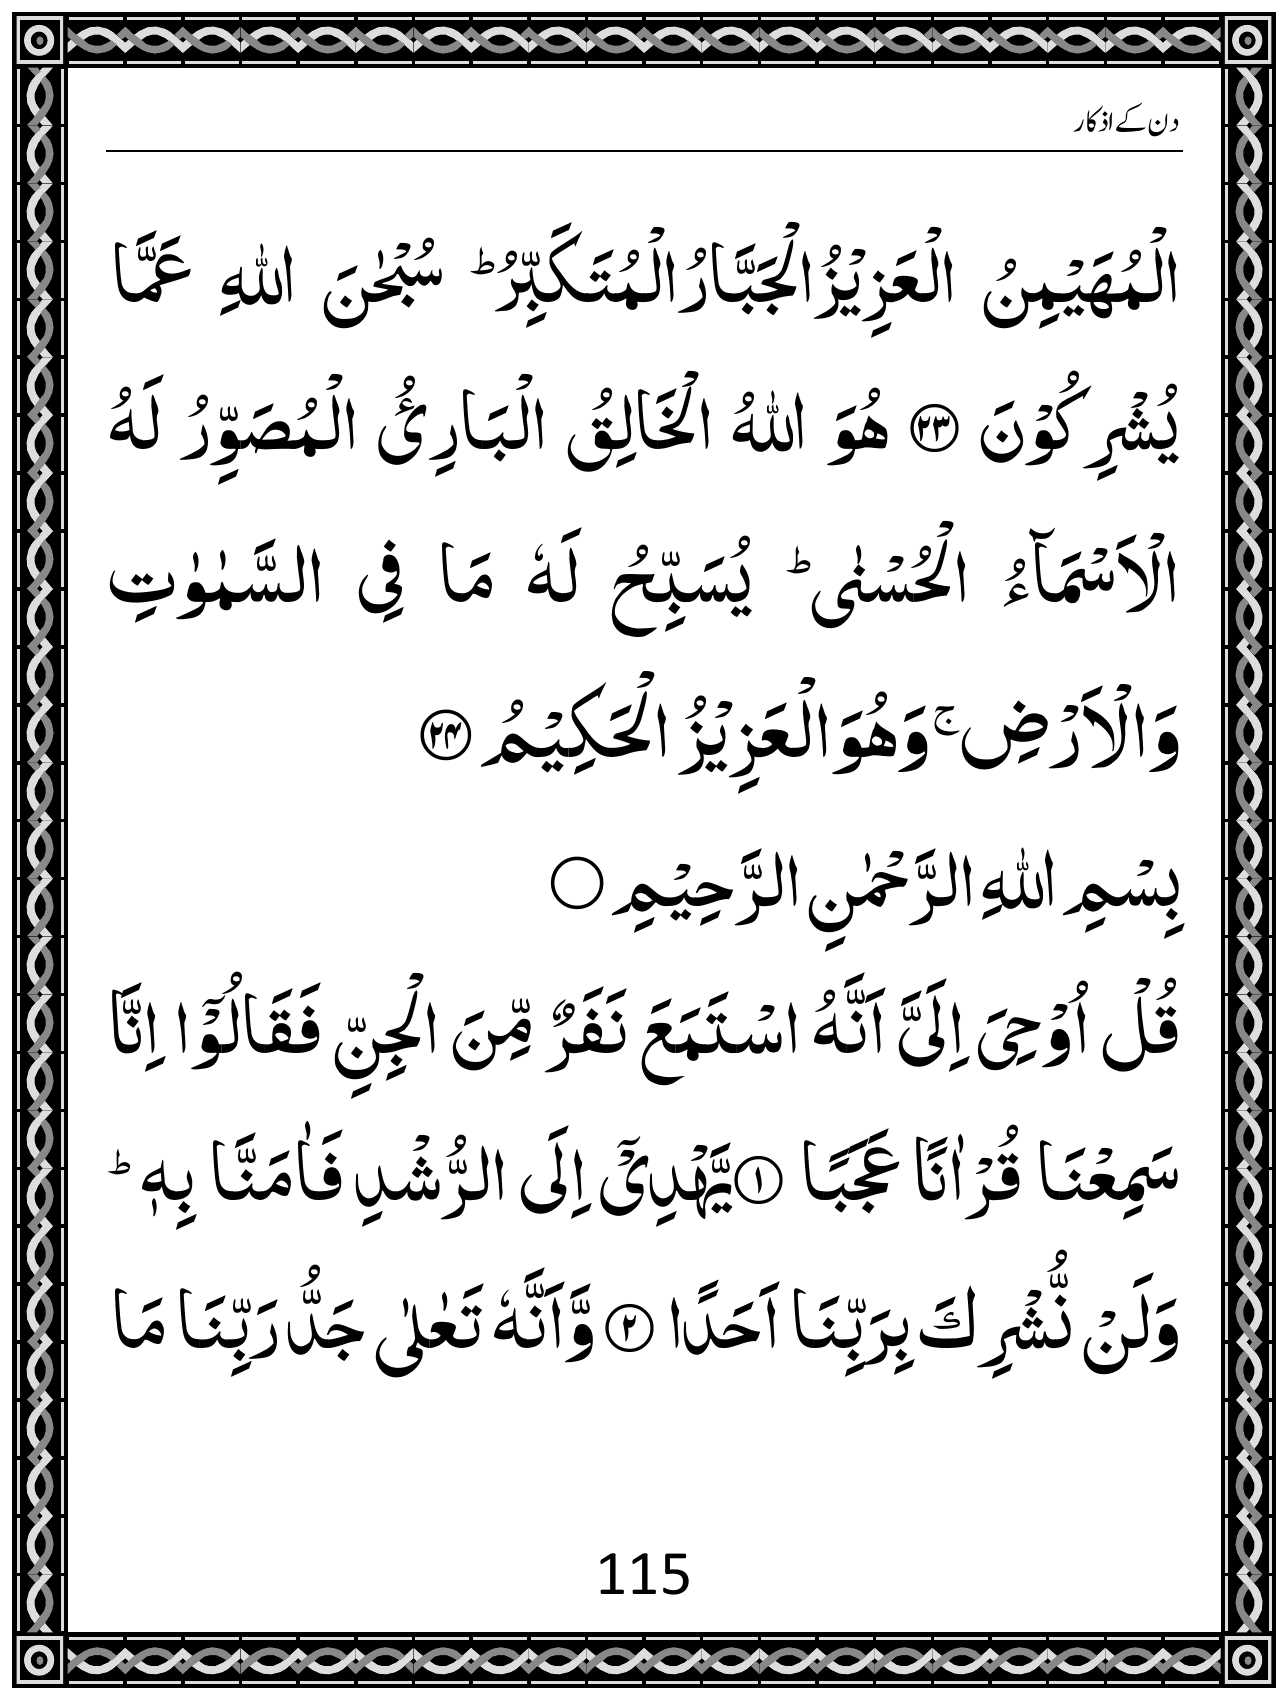 دن کے اذکار
الْمُهَيْمِنُ الْعَزِيْزُ الْجَبَّارُ الْمُتَكَبِّرُ ؕ سُبْحٰنَ اللّٰهِ عَمَّا
يُشْرِكُوْنَ ﴿۲۳﴾ هُوَ اللّٰهُ الْخَالِقُ الْبَارِئُ الْمُصَوِّرُ لَهُ
الْاَسْمَآءُ الْحُسْنٰى ؕ يُسَبِّحُ لَهٗ مَا فِى السَّمٰوٰتِ
وَالْاَرْضِ ۚ وَهُوَ الْعَزِيْزُ الْحَكِيْمُ ﴿۲۴﴾
بِسْمِ اللّٰهِ الرَّحْمٰنِ الرَّحِيْمِ ○
قُلْ اُوْحِىَ اِلَىَّ اَنَّهُ اسْتَمَعَ نَفَرٌ مِّنَ الْجِنِّ فَقَالُوْۤا اِنَّا
سَمِعْنَا قُرْاٰنًا عَجَبًا ﴿۱﴾ يَّهْدِىْۤ اِلَى الرُّشْدِ فَاٰمَنَّا بِهٖ ؕ
وَلَنْ نُّشْرِكَ بِرَبِّنَا اَحَدًا ﴿۲﴾ وَّاَنَّهٗ تَعٰلٰى جَدُّ رَبِّنَا مَا
115